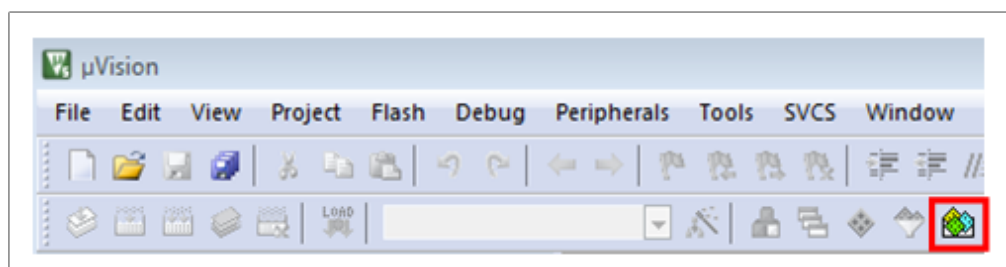 µVision
File Edit View Project Flash Debug Peripherals Tools SVCS Window
LOAD